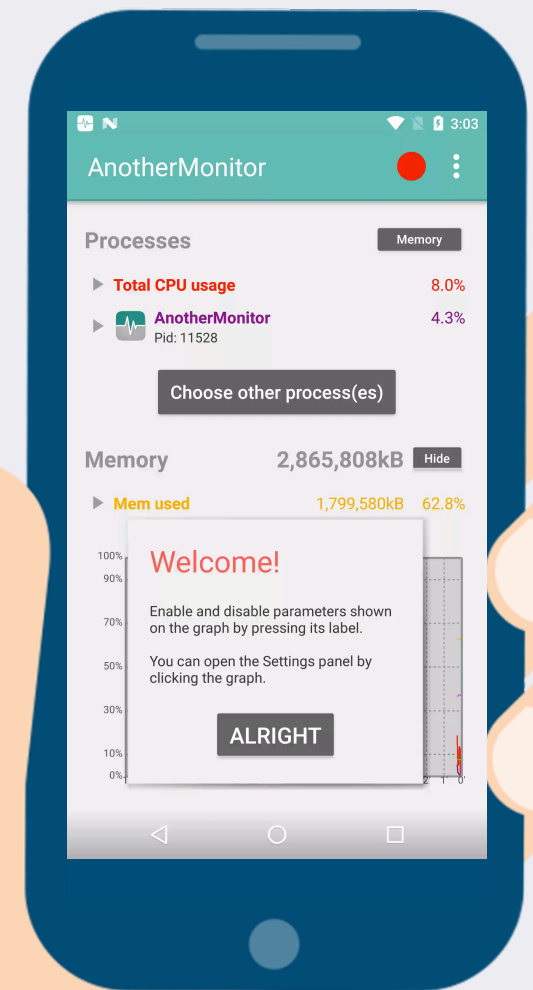 3:03
AnotherMonitor
Processes
Memory
Total CPU usage 8.0%
AnotherMonitor 4.3%
Pid: 11528
Choose other process(es)
Memory 2,865,808kB Hide
Mem used 1,799,580kB 62.8%
100%
90%
70%
50%
30%
10%
0%
Welcome!
Enable and disable parameters shown
on the graph by pressing its label.
You can open the Settings panel by
clicking the graph.
ALRIGHT
2' 1' 0'